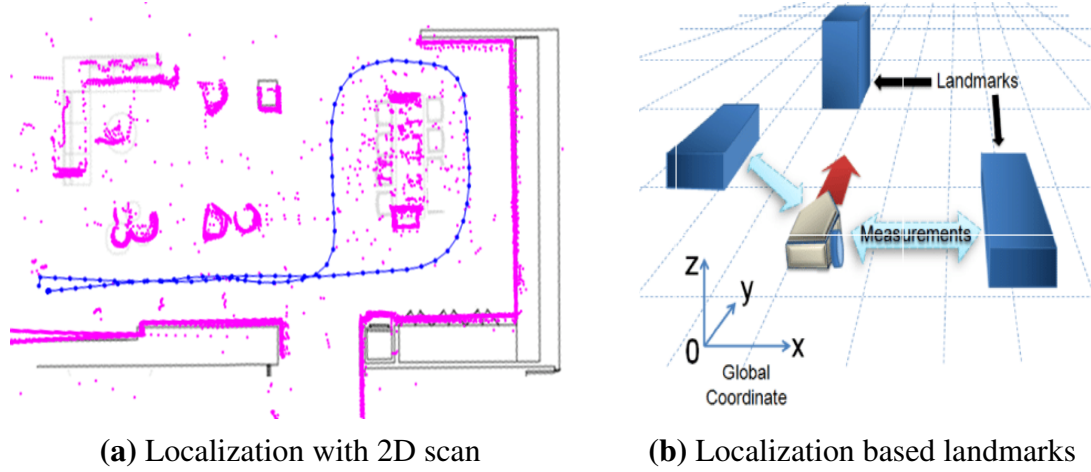 Landmarks
Measurements
z
y
0
x
Global
Coordinate
(a) Localization with 2D scan
(b) Localization based landmarks